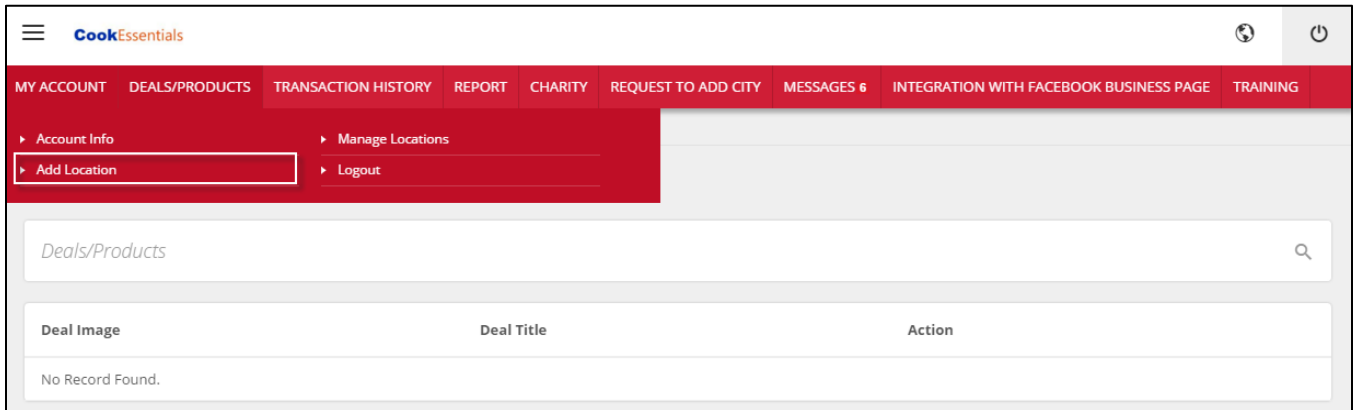 CookEssentials
MY ACCOUNT DEALS/PRODUCTS TRANSACTION HISTORY REPORT CHARITY REQUEST TO ADD CITY MESSAGES 6 INTEGRATION WITH FACEBOOK BUSINESS PAGE TRAINING
Account Info Manage Locations
Add Location Logout
Deals/Products
Deal Image Deal Title Action
No Record Found.